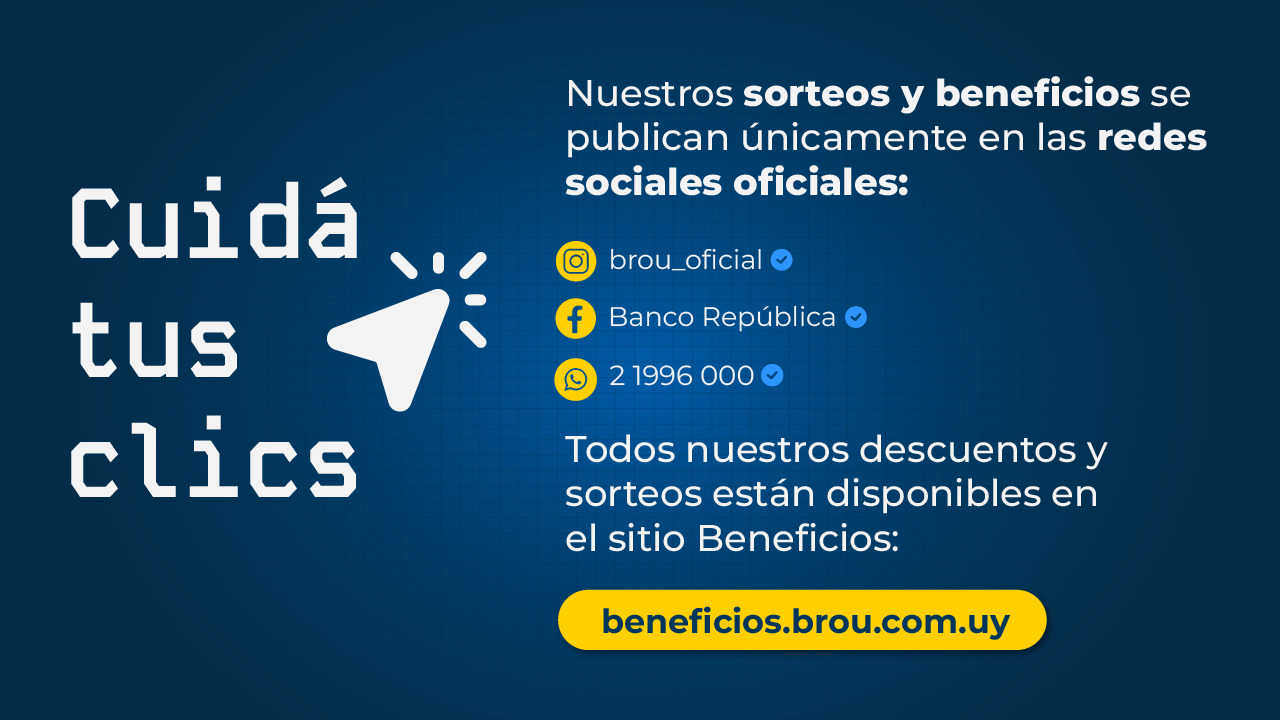 Cuidá
tus
clics
Nuestros sorteos y beneficios se
publican únicamente en las redes
sociales oficiales:
brou_oficial
Banco República
2 1996 000
Todos nuestros descuentos y
sorteos están disponibles en
el sitio Beneficios:
beneficios.brou.com.uy